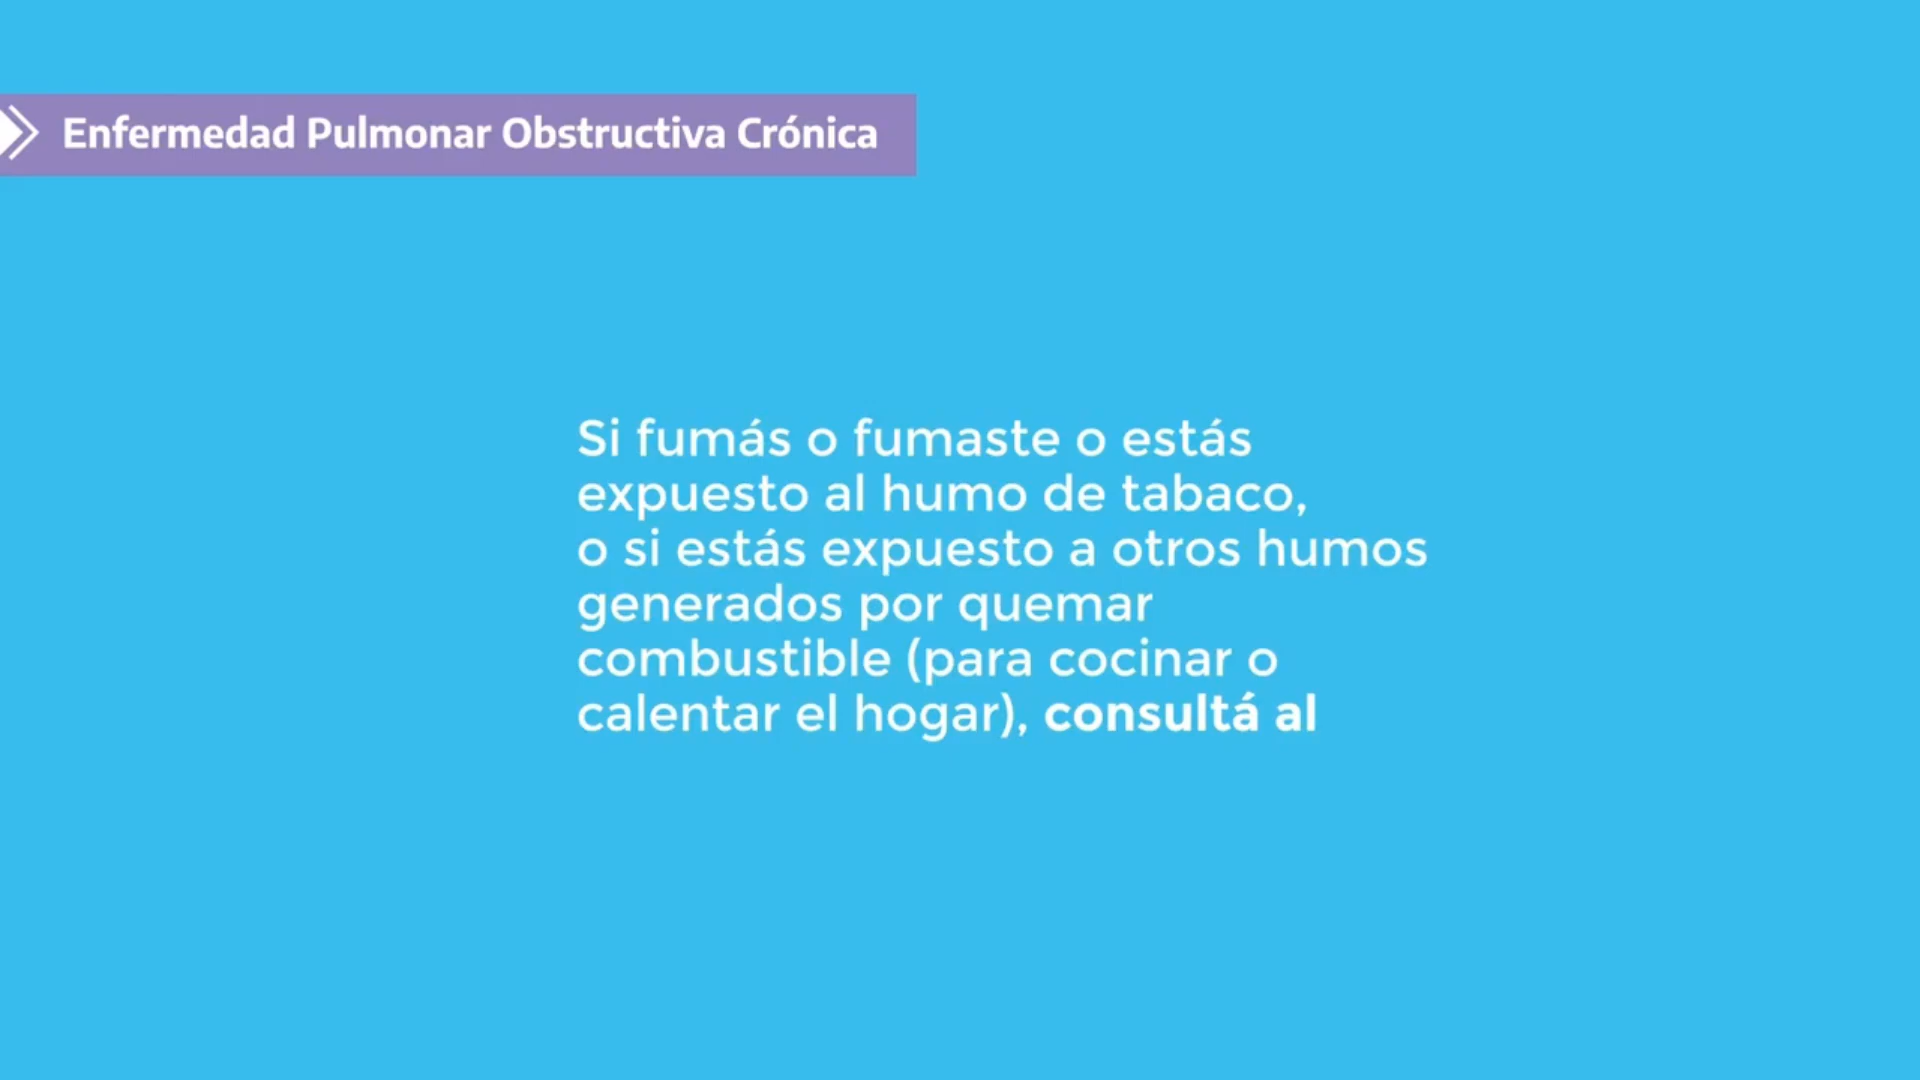 Enfermedad Pulmonar Obstructiva Crónica
Si fumás o fumaste o estás
expuesto al humo de tabaco,
o si estás expuesto a otros humos
generados por quemar
combustible (para cocinar o
calentar el hogar), consultá al